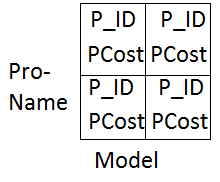 P_ID P_ID
PCost PCost
Pro-
Name
P_ID P_ID
PCost PCost
Model